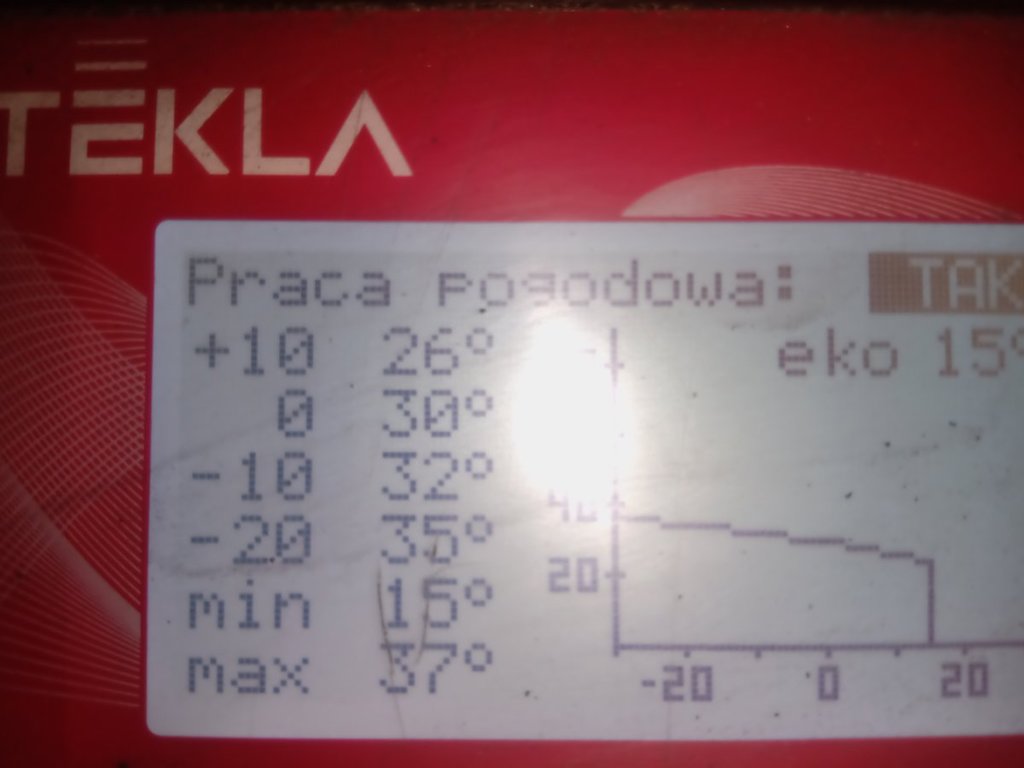 TEKLA
Praca pogodowa: TAK
+10 26° eko 15°
0 30°
-10 32°
-20 35°
min 15°
max 37°
40
20
-20 0 20